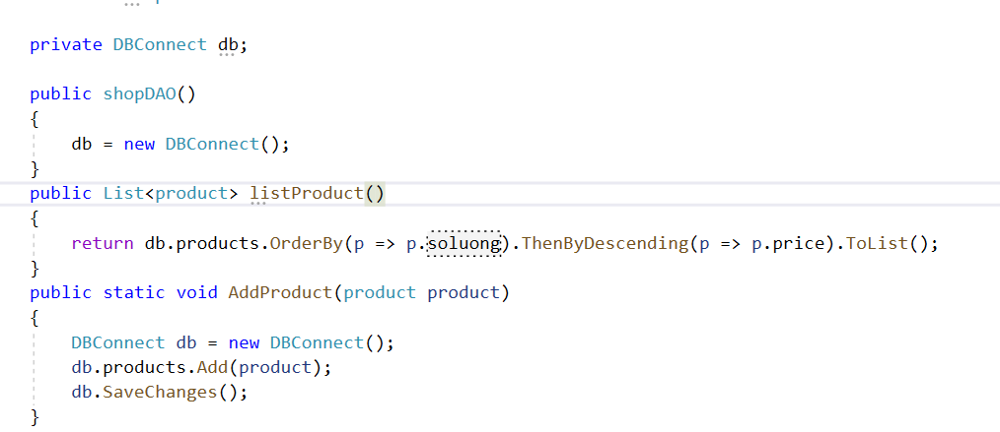 private DBConnect db;
public shopDAO()
{
db = new DBConnect();
}
public List<product> listProduct()
{
return db.products.OrderBy(p => p.soluong).ThenByDescending(p => p.price).ToList();
}
public static void AddProduct(product product)
{
DBConnect db = new DBConnect();
db.products.Add(product);
db.SaveChanges();
}